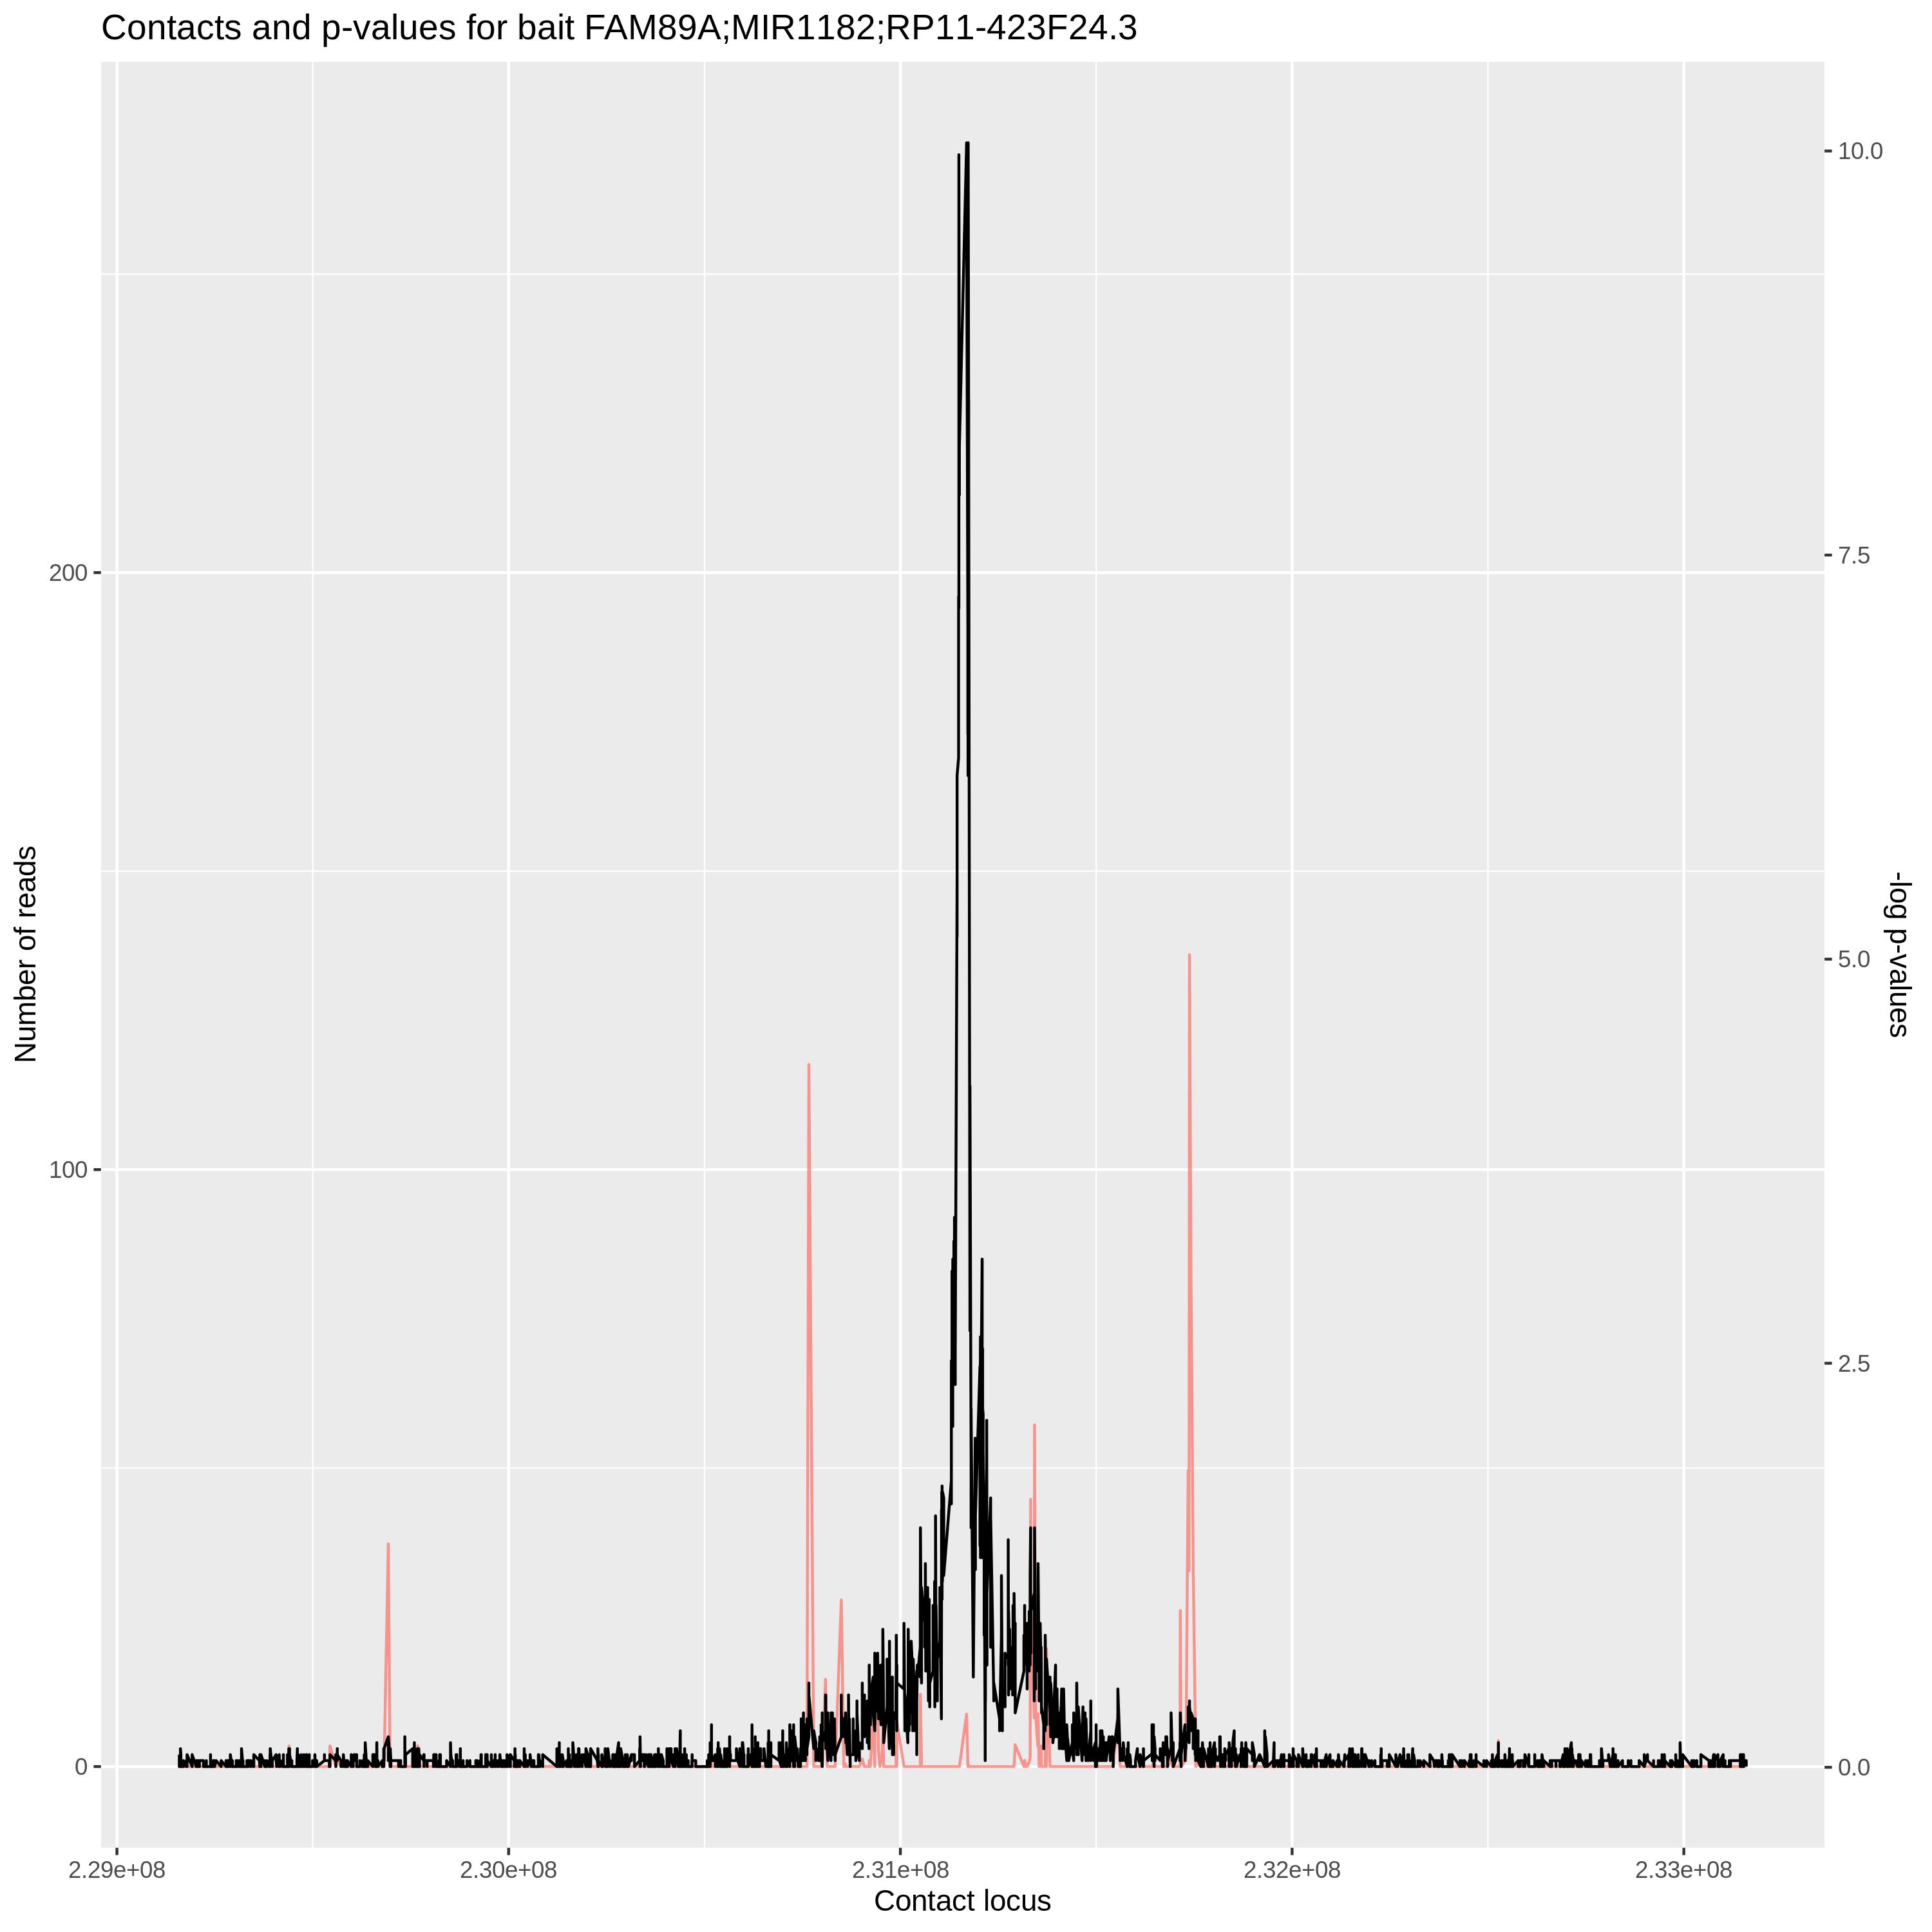 Contacts and p-values for bait FAM89A;MIR1182;RP11-423F24.3
Number of reads
200
100
0
10.0
7.5
5.0
2.5
0.0
-log p-values
2.29e+08 2.30e+08 2.31e+08 2.32e+08 2.33e+08
Contact locus